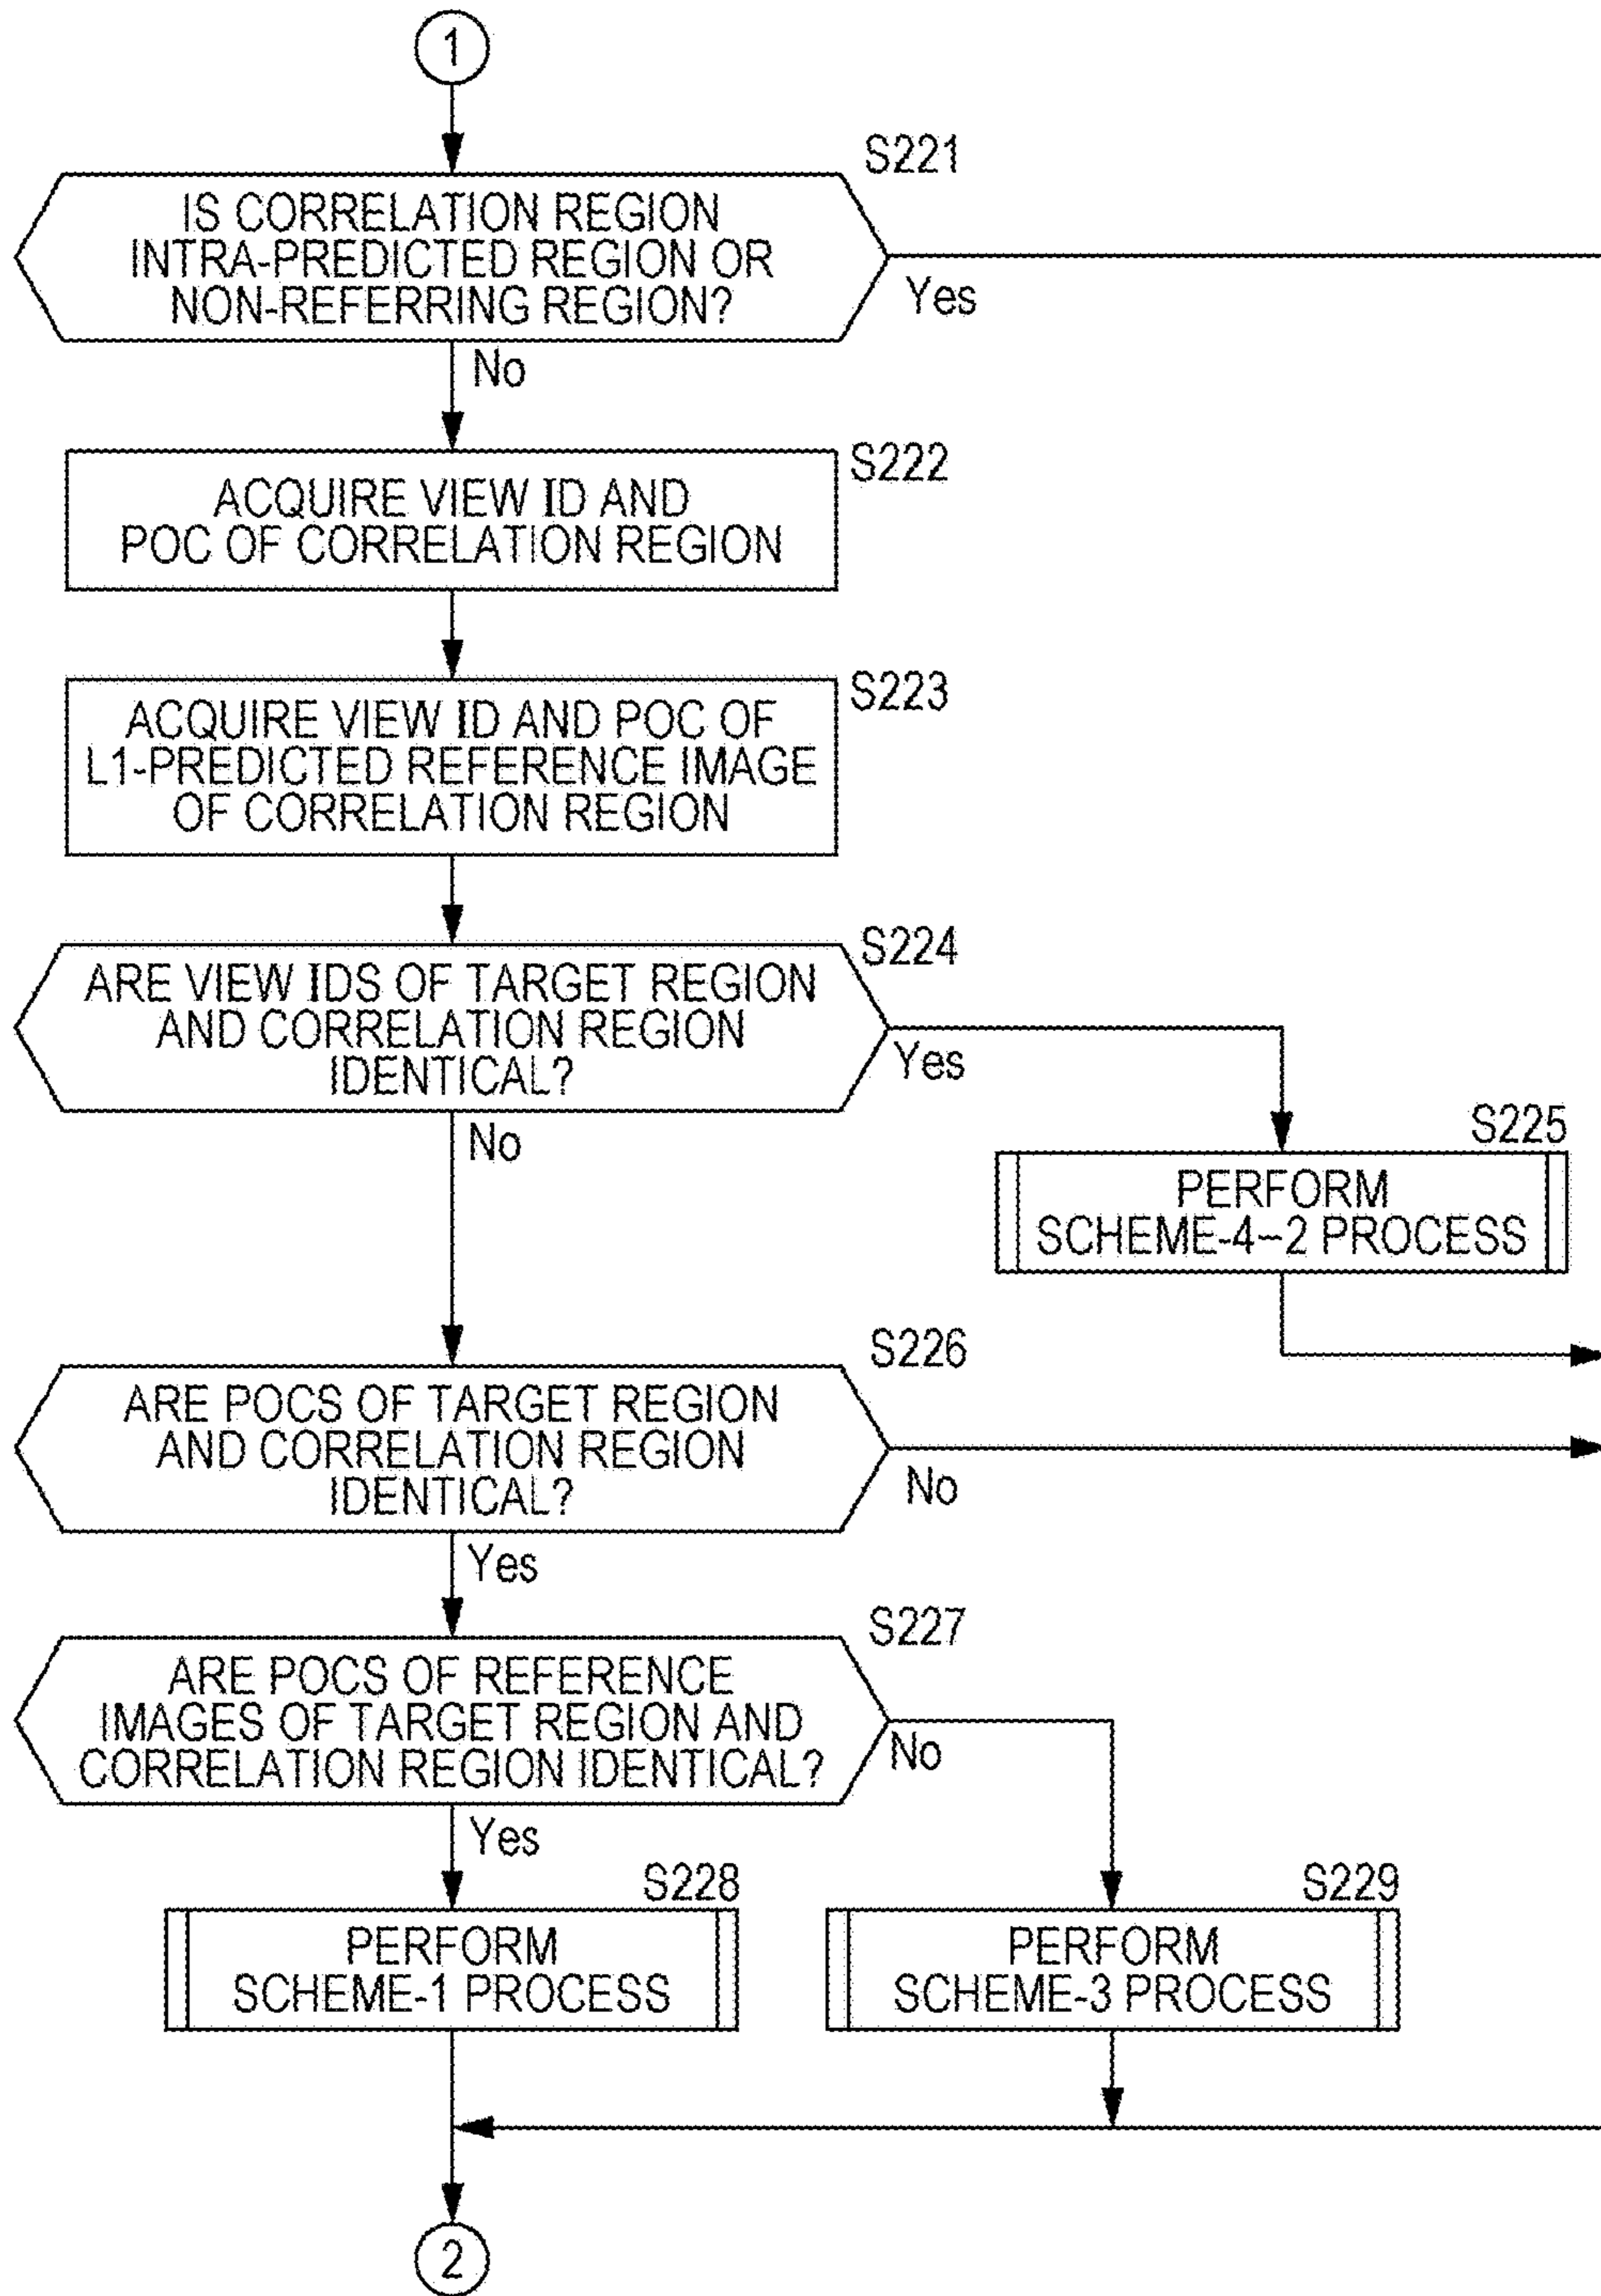 1
S221
IS CORRELATION REGION
INTRA-PREDICTED REGION OR
NON-REFERRING REGION?
Yes
No
S222
ACQUIRE VIEW ID AND
POC OF CORRELATION REGION
S223
ACQUIRE VIEW ID AND POC OF
L1-PREDICTED REFERENCE IMAGE
OF CORRELATION REGION
S224
ARE VIEW IDS OF TARGET REGION
AND CORRELATION REGION
IDENTICAL?
Yes
No
S225
PERFORM
SCHEME-4-2 PROCESS
S226
ARE POCS OF TARGET REGION
AND CORRELATION REGION
IDENTICAL?
No
Yes
S227
ARE POCS OF REFERENCE
IMAGES OF TARGET REGION AND
CORRELATION REGION IDENTICAL?
No
Yes
S228
PERFORM
SCHEME-1 PROCESS
S229
PERFORM
SCHEME-3 PROCESS
2